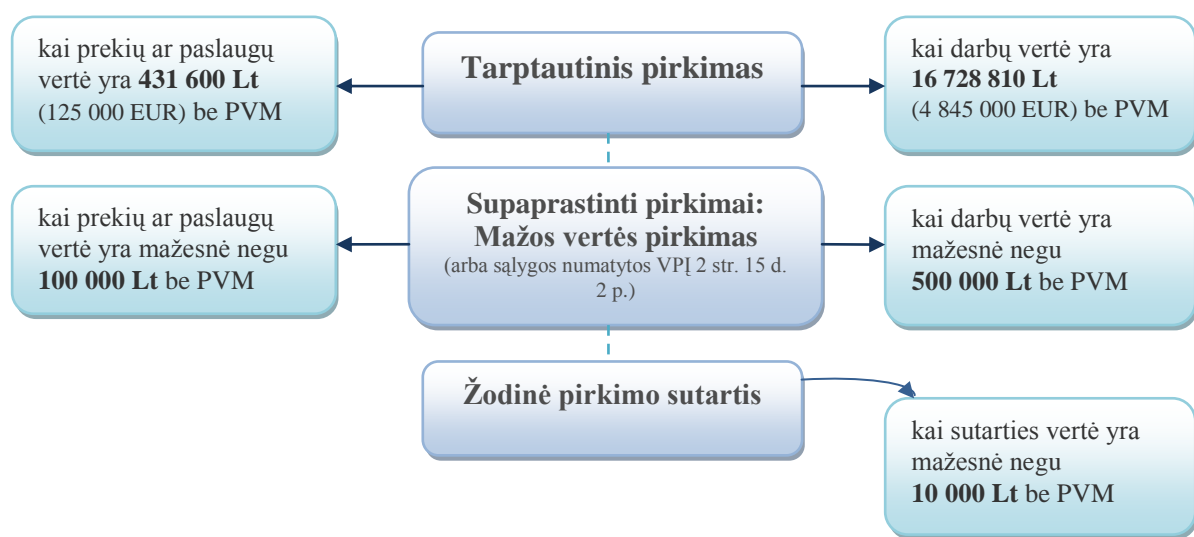 kai prekių ar paslaugų
vertė yra 431 600 Lt
(125 000 EUR) be PVM
Tarptautinis pirkimas
kai darbų vertė yra
16 728 810 Lt
(4 845 000 EUR) be PVM
kai prekių ar paslaugų
vertė yra mažesnė negu
100 000 Lt be PVM
Supaprastinti pirkimai:
Mažos vertės pirkimas
(arba sąlygos numatytos VPĮ 2 str. 15 d.
2 p.)
kai darbų vertė yra
mažesnė negu
500 000 Lt be PVM
Žodinė pirkimo sutartis
kai sutarties vertė yra
mažesnė negu
10 000 Lt be PVM